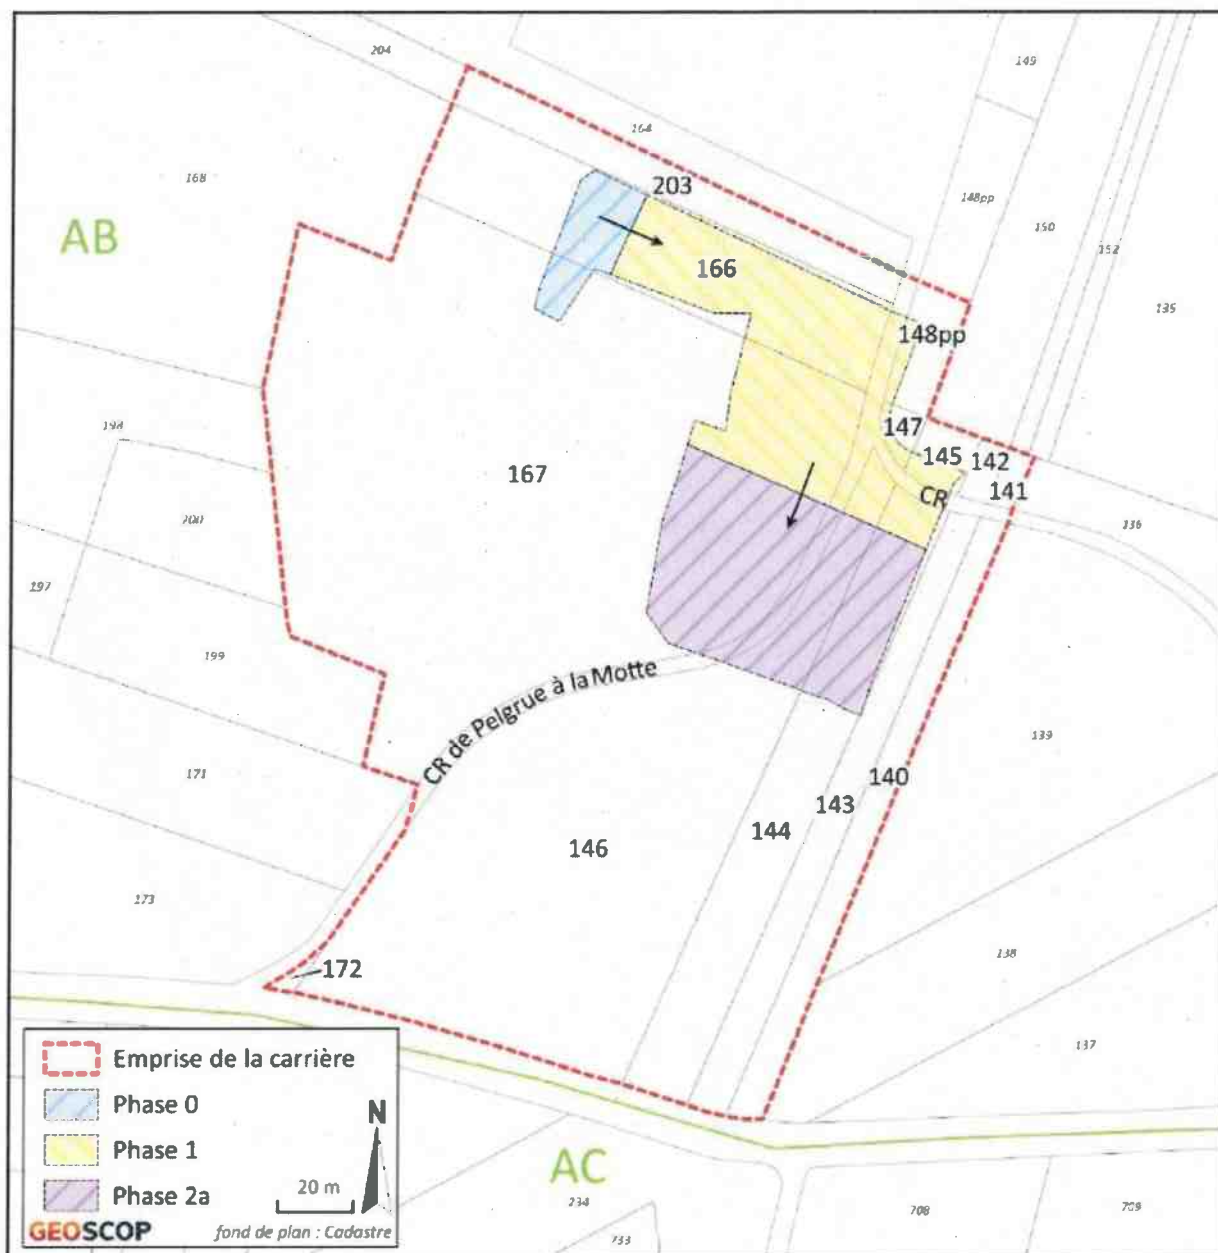 204
149
164
168
203
148pp
AB
150
152
166
135
148pp
147
198
145
142
167
141
CR
200
136
197
199
CR de Pelgrue à la Motte
139
171
140
143
144
146
173
138
172
137
Emprise de la carrière
Phase 0
N
Phase 1
AC
20 m
Phase 2a
234
708
709
GEOSCOP
fond de plan : Cadastre
733